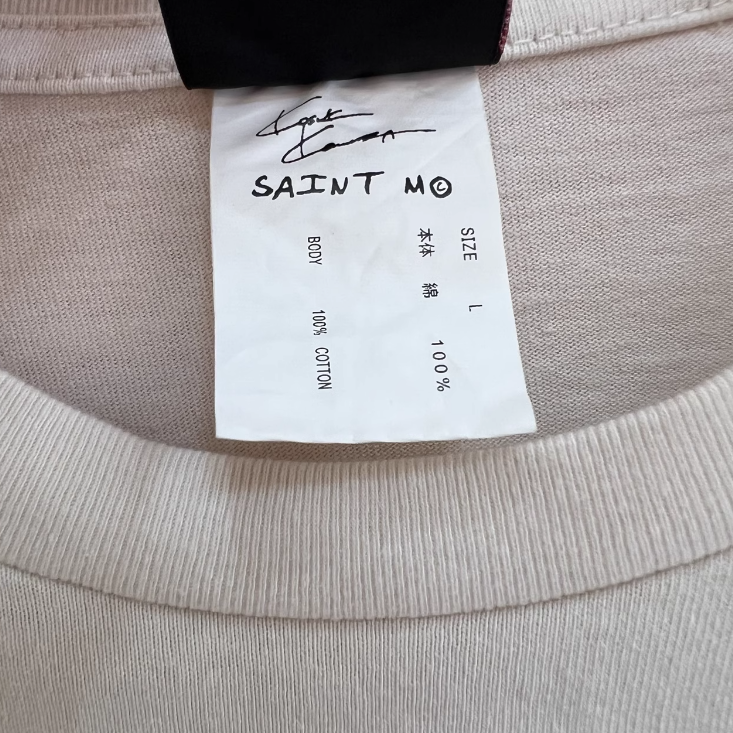 SAINT M©
SIZE L
本体 綿 100%
BODY 100% COTTON